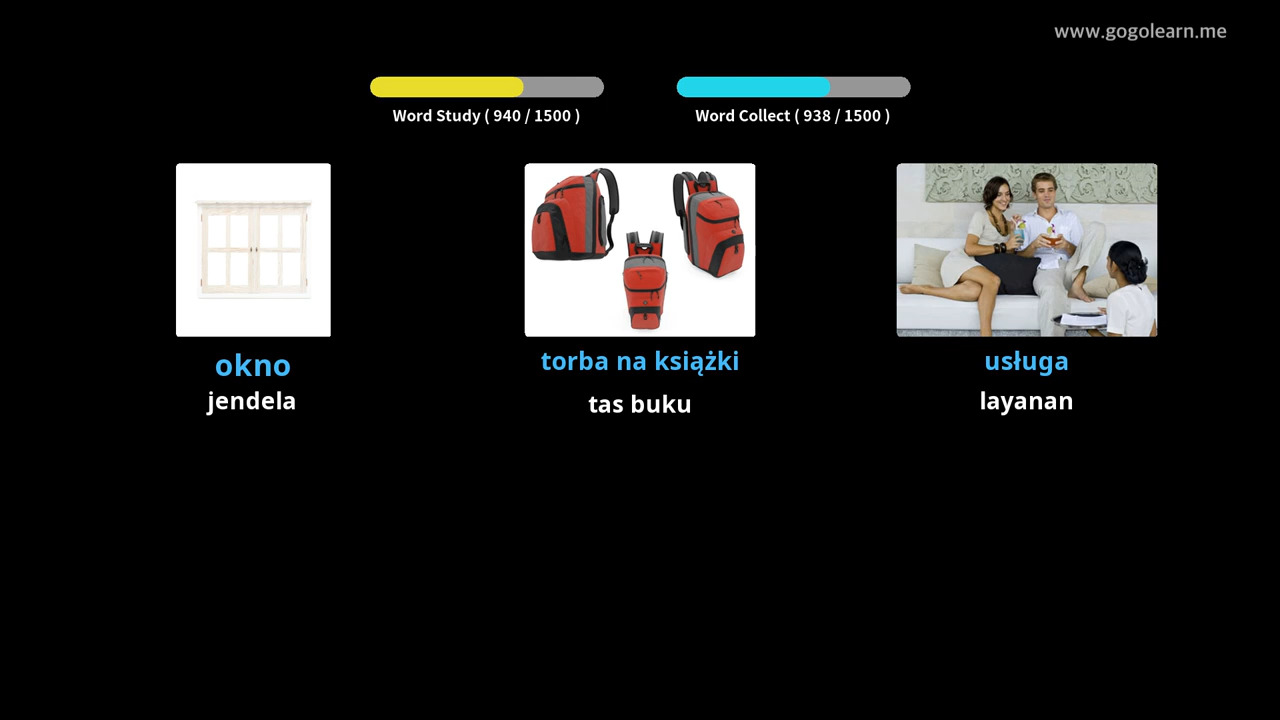 www.gogolearn.me
Word Study ( 940 / 1500 )
Word Collect ( 938 / 1500 )
okno
jendela
torba na książki
tas buku
usługa
layanan